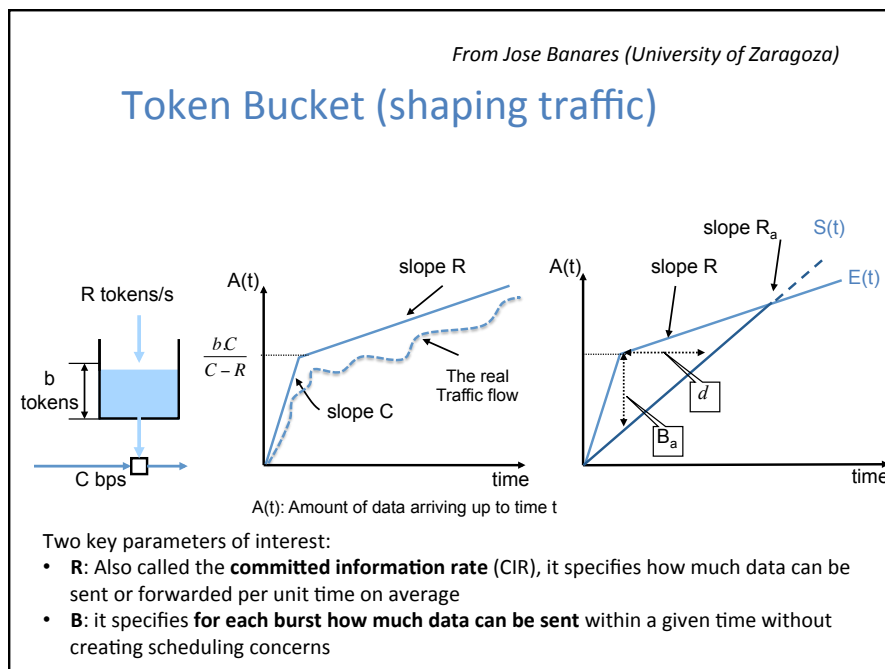 From Jose Banares (University of Zaragoza)
Token Bucket (shaping traffic)
R tokens/s
b
tokens
C bps
A(t)
slope R
b.C
C – R
slope C
The real
Traffic flow
time
A(t): Amount of data arriving up to time t
A(t)
slope R
slope Ra
S(t)
E(t)
d
Ba
time
Two key parameters of interest:
• R: Also called the committed information rate (CIR), it specifies how much data can be
sent or forwarded per unit time on average
• B: it specifies for each burst how much data can be sent within a given time without
creating scheduling concerns